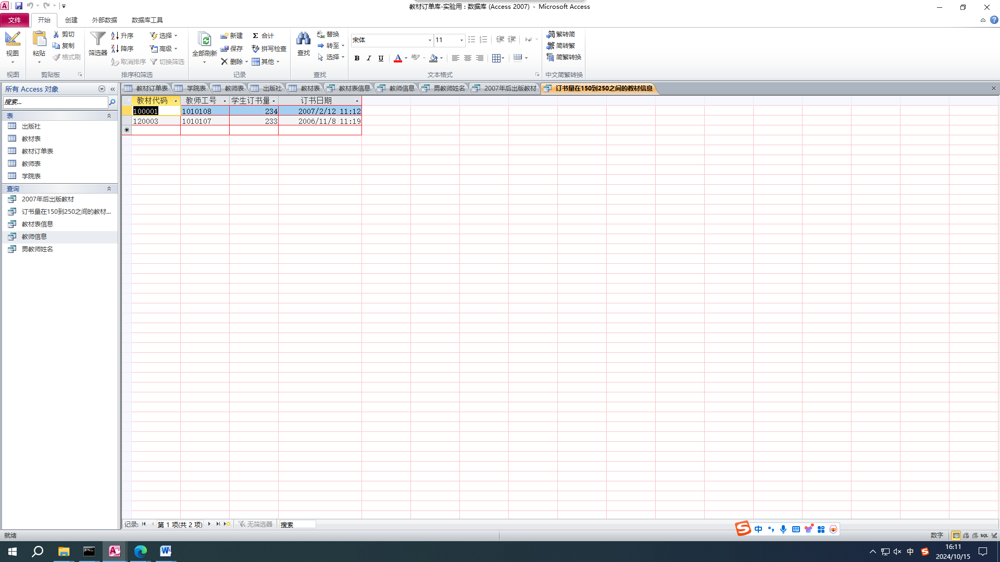 教材订单库-实验用 : 数据库 (Access 2007) - Microsoft Access
文件 开始 创建 外部数据 数据库工具
视图 粘贴 剪切 复制 格式刷 筛选器 升序 降序 取消排序 选择 高级 切换筛选 全部刷新 新建 保存 删除 合计 拼写检查 其他 查找 替换 转至 选择 宋体 11 B I U A 繁转简 简转繁 简繁转换
视图 剪贴板 排序和筛选 记录 查找 文本格式 中文简繁转换
所有 Access 对象
搜索...
表
出版社
教材表
教材订单表
教师表
学院表
查询
2007年后出版教材
订书量在150到250之间的教材...
教材表信息
教师信息
男教师姓名
教材订单表 学院表 教师表 出版社 教材表 教材表信息 教师信息 男教师姓名 2007年后出版教材 订书量在150到250之间的教材信息
教材代码 教师工号 学生订书量 订书日期
100001 1010108 234 2007/2/12 11:12
120003 1010107 233 2006/11/8 11:19
记录: 第 1 项(共 2 项) 无筛选器 搜索
中
就绪 数字 SQL
中
16:11
2024/10/15